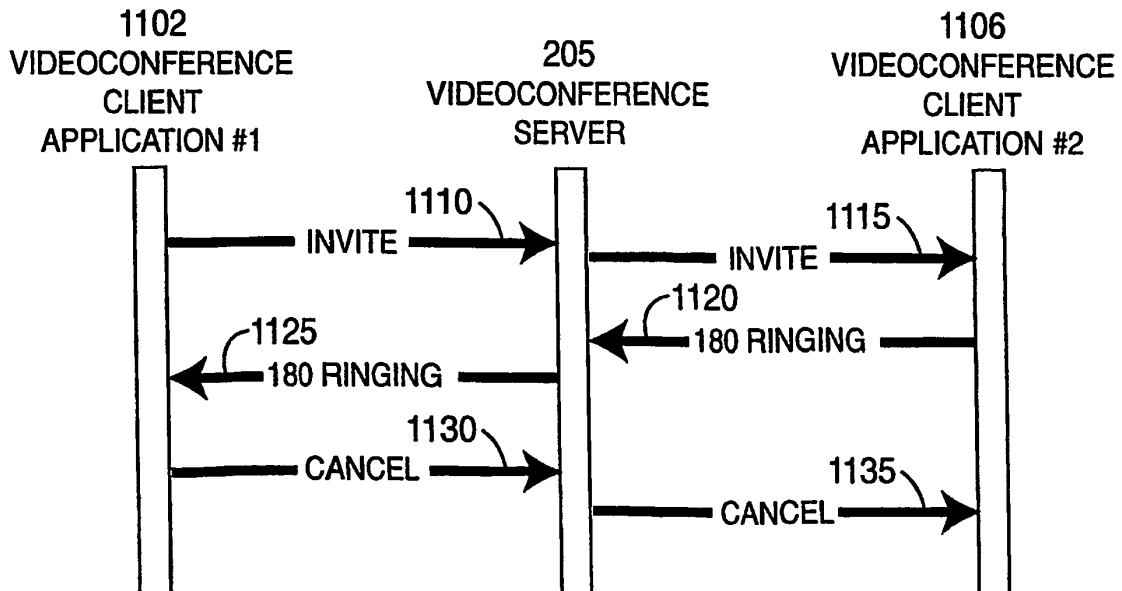 1102
VIDEOCONFERENCE
CLIENT
APPLICATION #1
205
VIDEOCONFERENCE
SERVER
1106
VIDEOCONFERENCE
CLIENT
APPLICATION #2
1110
INVITE
1115
INVITE
1120
180 RINGING
1125
180 RINGING
1130
CANCEL
1135
CANCEL